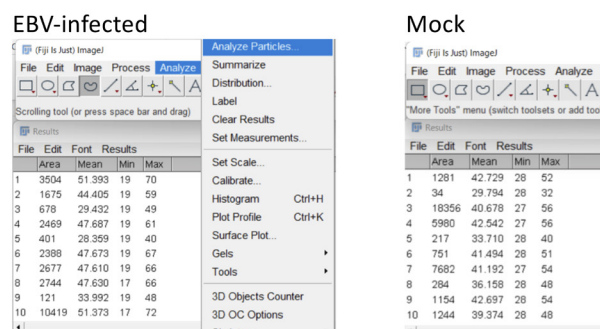 EBV-infected
(Fiji Is Just) ImageJ
File Edit Image Process Analyze
Scrolling tool (or press space bar and drag)
Results
File Edit Font Results
Area Mean Min Max
1 3504 51.393 19 70
2 1675 44.405 19 59
3 678 29.432 19 49
4 2469 47.687 19 61
5 401 28.359 19 40
6 2388 47.673 19 67
7 2677 47.610 19 66
8 2744 47.630 17 66
9 121 33.992 19 48
10 10419 51.373 17 72
Analyze Particles...
Summarize
Distribution...
Label
Clear Results
Set Measurements...
Set Scale...
Calibrate...
Histogram Ctrl+H
Plot Profile Ctrl+K
Surface Plot...
Gels
Tools
3D Objects Counter
3D OC Options
Mock
(Fiji Is Just) ImageJ
File Edit Image Process Analyze
"More Tools" menu (switch toolsets or add too
Results
File Edit Font Results
Area Mean Min Max
1 1281 42.729 28 52
2 34 29.794 28 32
3 18356 40.678 27 56
4 5980 42.542 27 56
5 217 33.710 28 40
6 751 41.494 28 51
7 7682 41.192 27 54
8 284 36.158 28 48
9 1154 42.697 28 54
10 1244 39.374 28 48